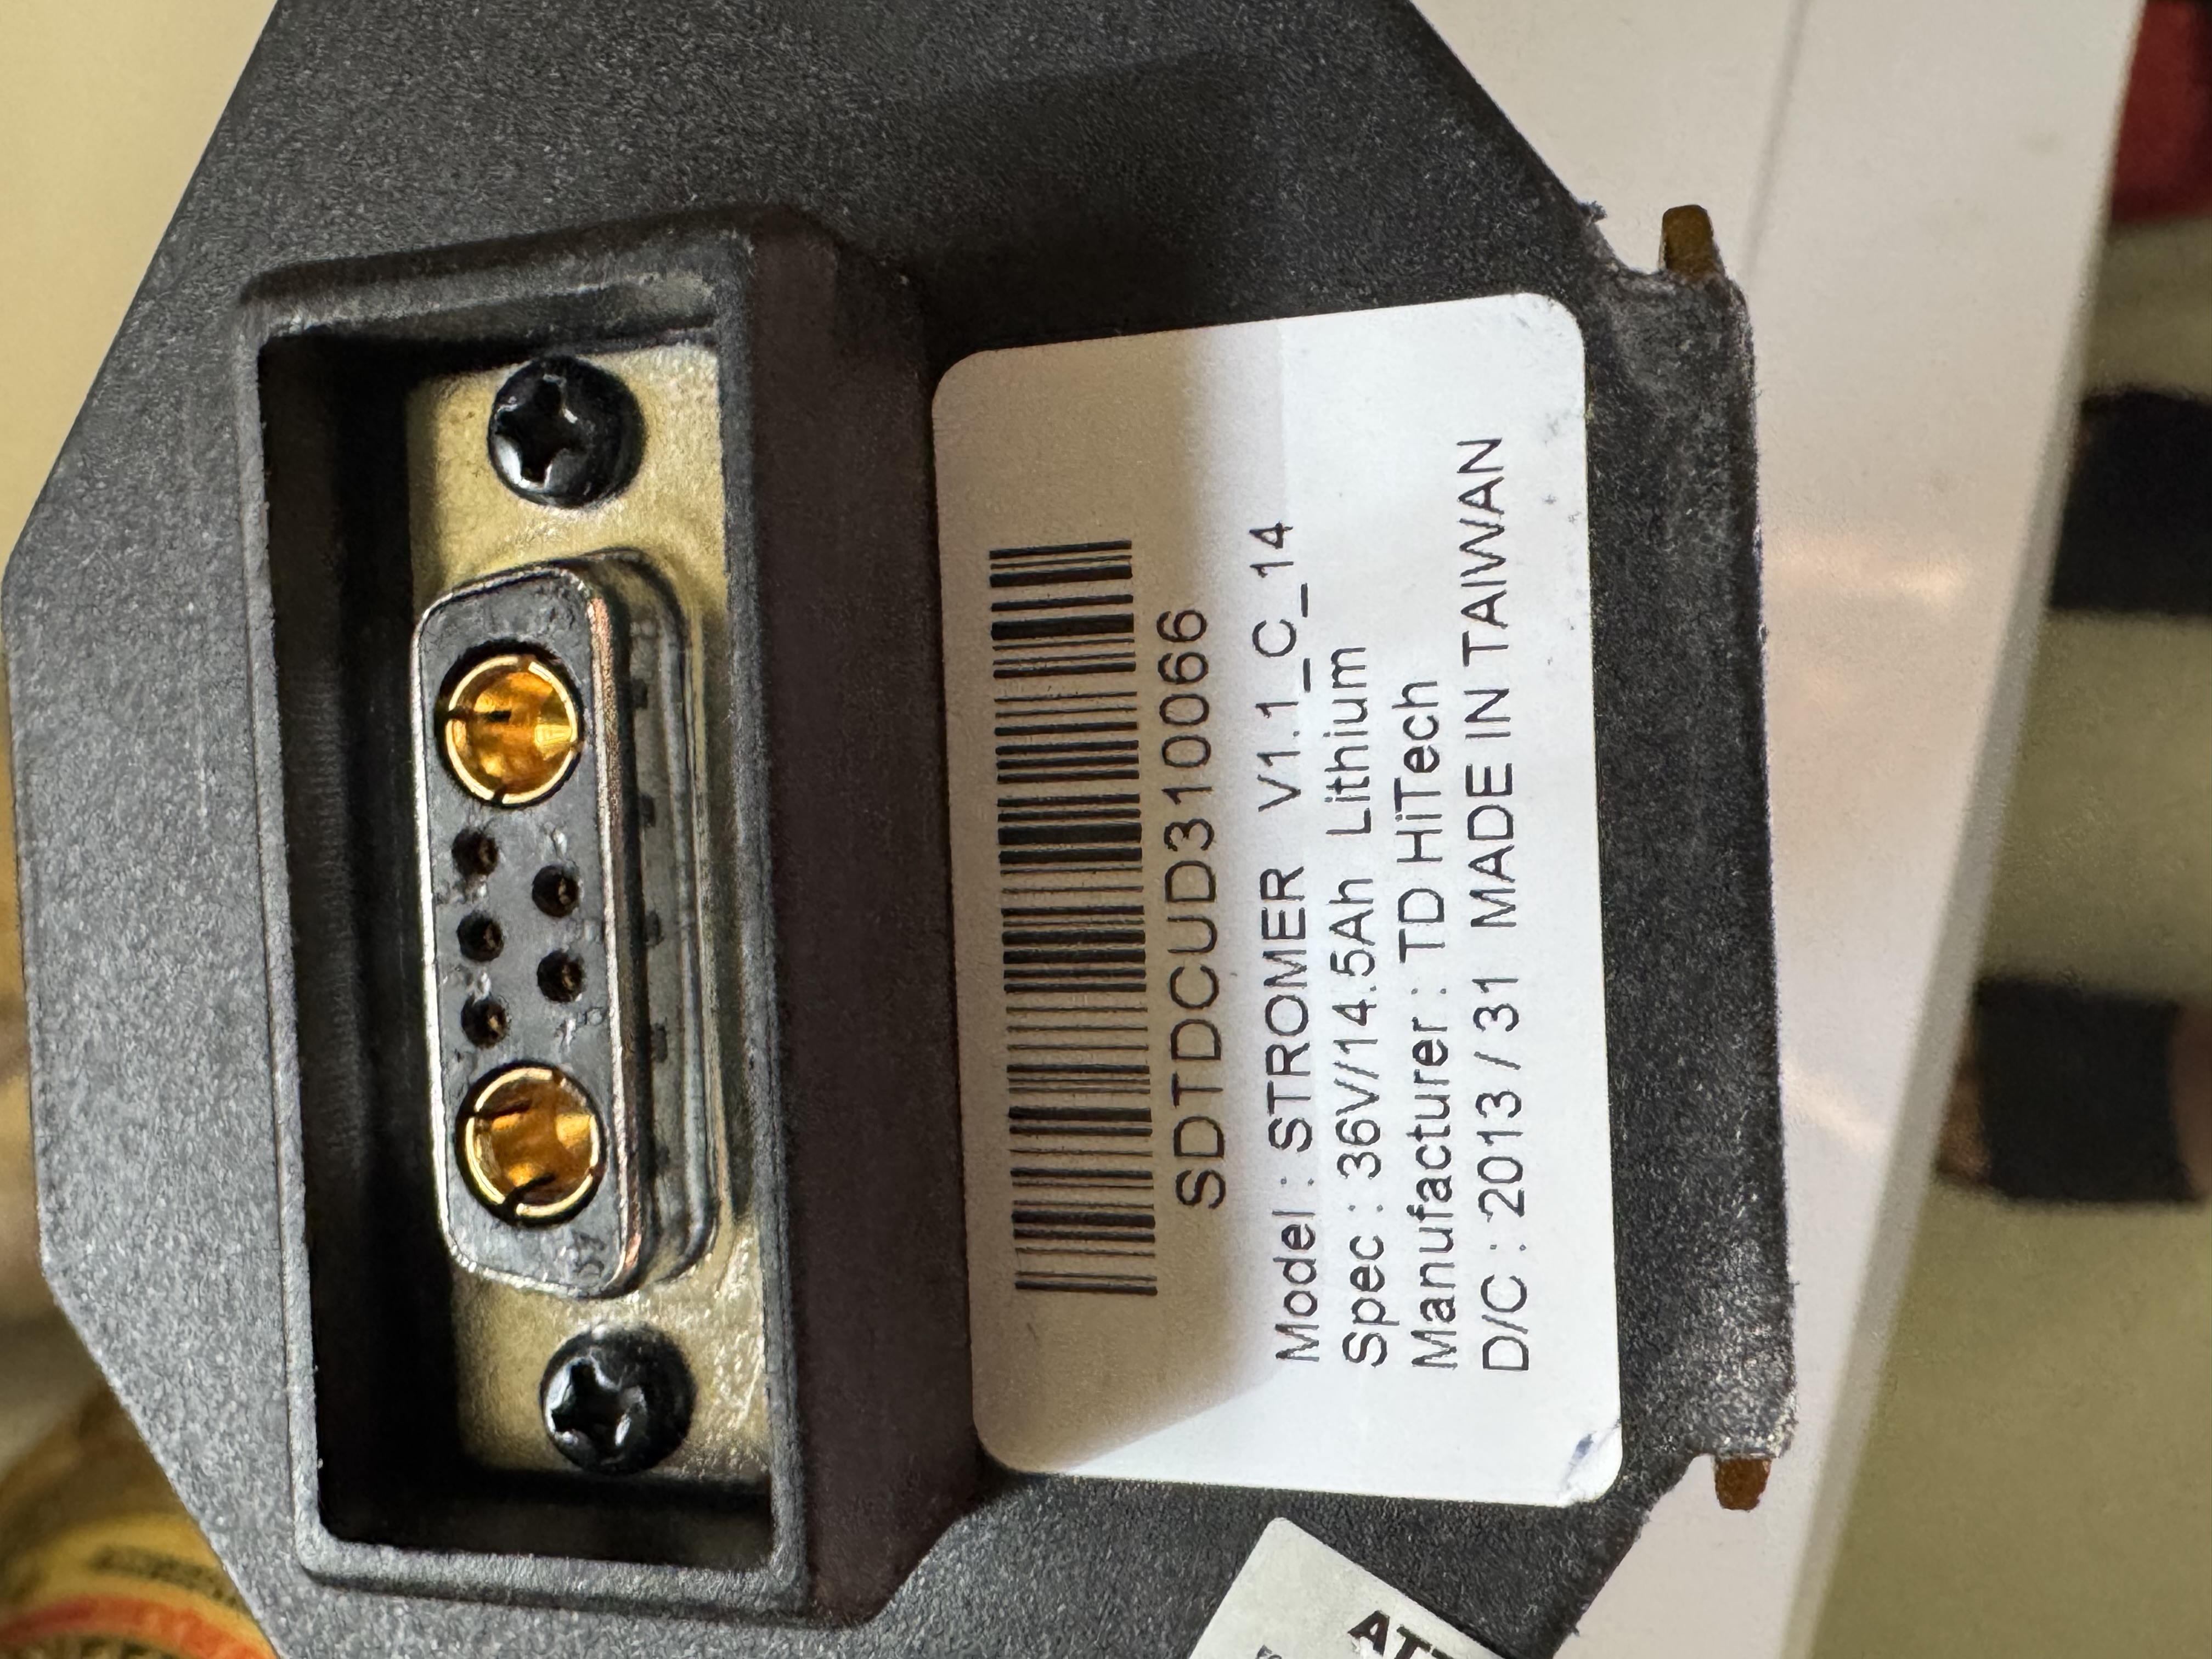 SDTDCUD310066
Model : STROMER V1.1_C_14
Spec : 36V/14.5Ah Lithium
Manufacturer : TD HiTech
D/C : 2013 / 31 MADE IN TAIWAN